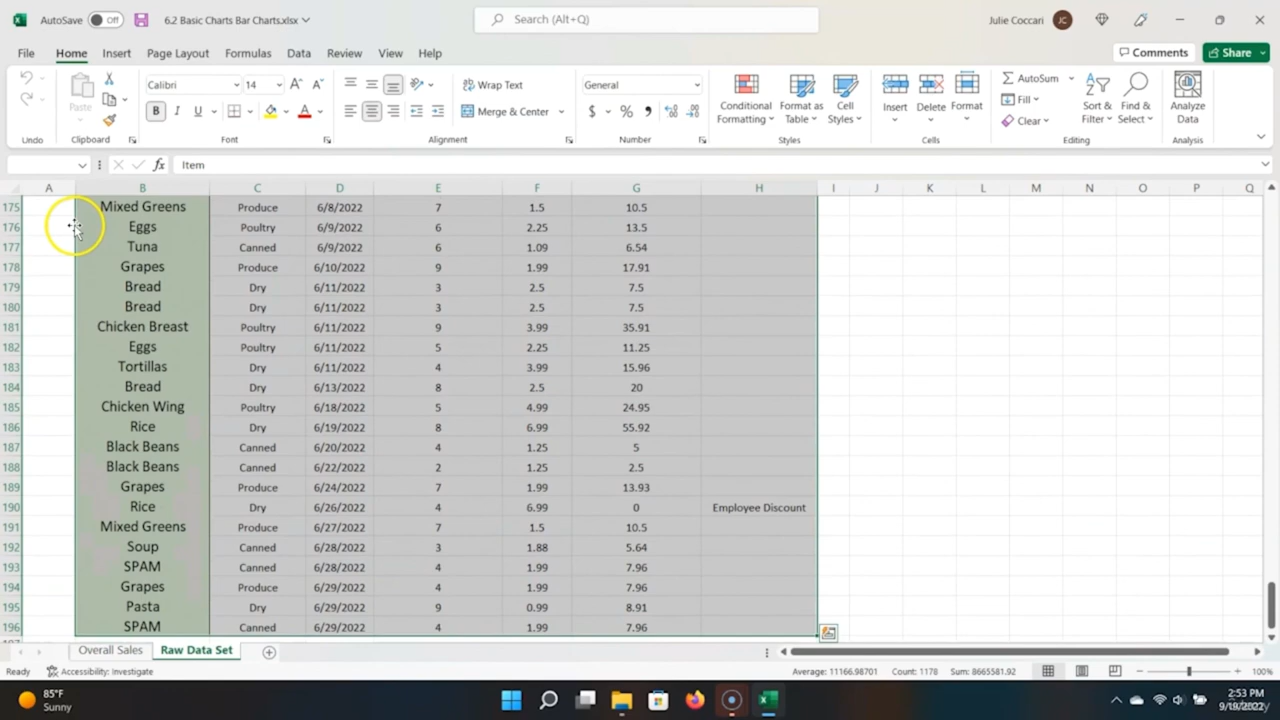 AutoSave Off 6.2 Basic Charts Bar Charts.xlsx Search (Alt+Q) Julie Coccari JC
File Home Insert Page Layout Formulas Data Review View Help Comments Share
Paste Calibri 14 B I U Wrap Text Merge & Center General $ % Conditional Formatting Format as Table Cell Styles Insert Delete Format AutoSum Fill Clear Sort & Filter Find & Select Analyze Data
Undo Clipboard Font Alignment Number Styles Cells Editing Analysis
fx Item
A B C D E F G H I J K L M N O P Q
175 Mixed Greens Produce 6/8/2022 7 1.5 10.5
176 Eggs Poultry 6/9/2022 6 2.25 13.5
177 Tuna Canned 6/9/2022 6 1.09 6.54
178 Grapes Produce 6/10/2022 9 1.99 17.91
179 Bread Dry 6/11/2022 3 2.5 7.5
180 Bread Dry 6/11/2022 3 2.5 7.5
181 Chicken Breast Poultry 6/11/2022 9 3.99 35.91
182 Eggs Poultry 6/11/2022 5 2.25 11.25
183 Tortillas Dry 6/11/2022 4 3.99 15.96
184 Bread Dry 6/13/2022 8 2.5 20
185 Chicken Wing Poultry 6/18/2022 5 4.99 24.95
186 Rice Dry 6/19/2022 8 6.99 55.92
187 Black Beans Canned 6/20/2022 4 1.25 5
188 Black Beans Canned 6/22/2022 2 1.25 2.5
189 Grapes Produce 6/24/2022 7 1.99 13.93
190 Rice Dry 6/26/2022 4 6.99 0 Employee Discount
191 Mixed Greens Produce 6/27/2022 7 1.5 10.5
192 Soup Canned 6/28/2022 3 1.88 5.64
193 SPAM Canned 6/28/2022 4 1.99 7.96
194 Grapes Produce 6/29/2022 4 1.99 7.96
195 Pasta Dry 6/29/2022 9 0.99 8.91
196 SPAM Canned 6/29/2022 4 1.99 7.96
Overall Sales Raw Data Set
Ready Accessibility: Investigate Average: 11166.98701 Count: 1178 Sum: 8665581.92 100%
85°F 2:53 PM
Sunny 9/19/2022